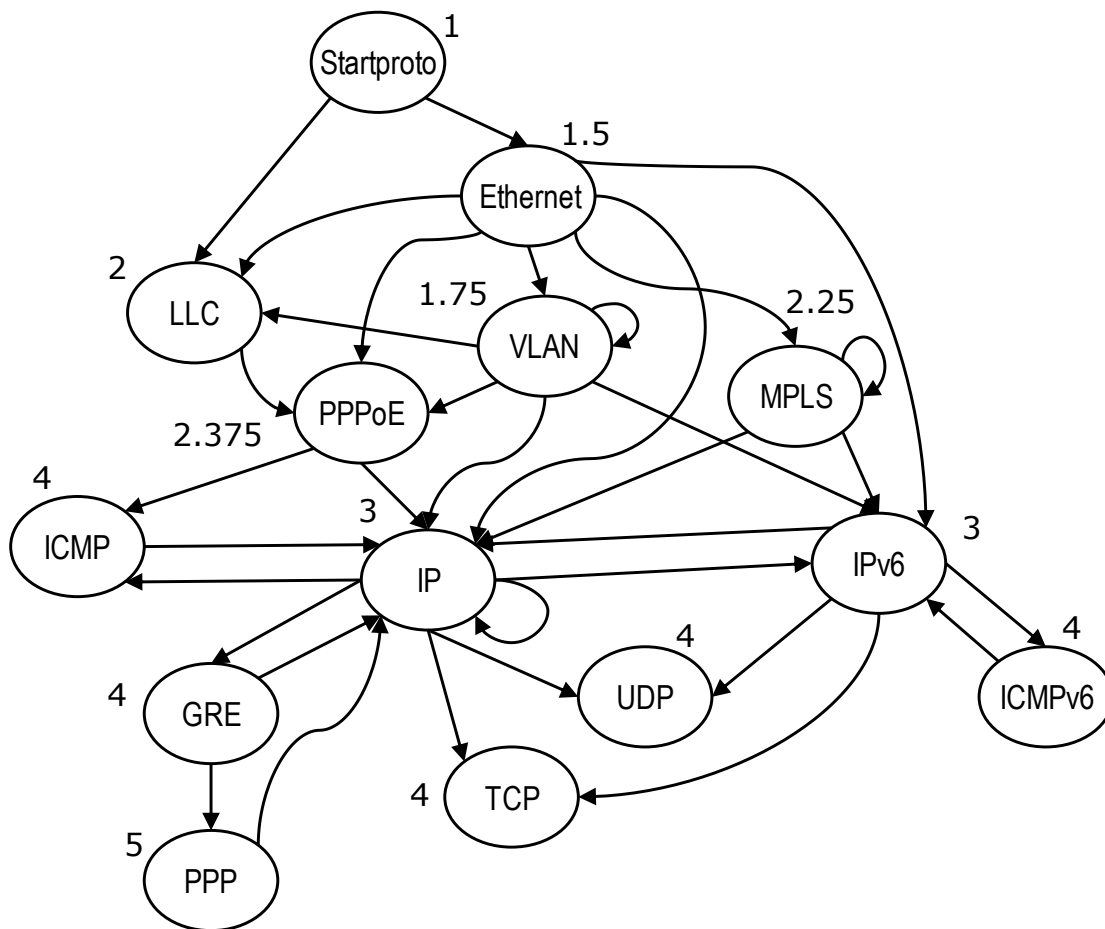 1
Startproto
1.5
Ethernet
2
LLC
1.75
VLAN
2.25
MPLS
PPPoE
2.375
4
ICMP
3
IP
3
IPv6
4
GRE
4
UDP
4
ICMPv6
4
TCP
5
PPP